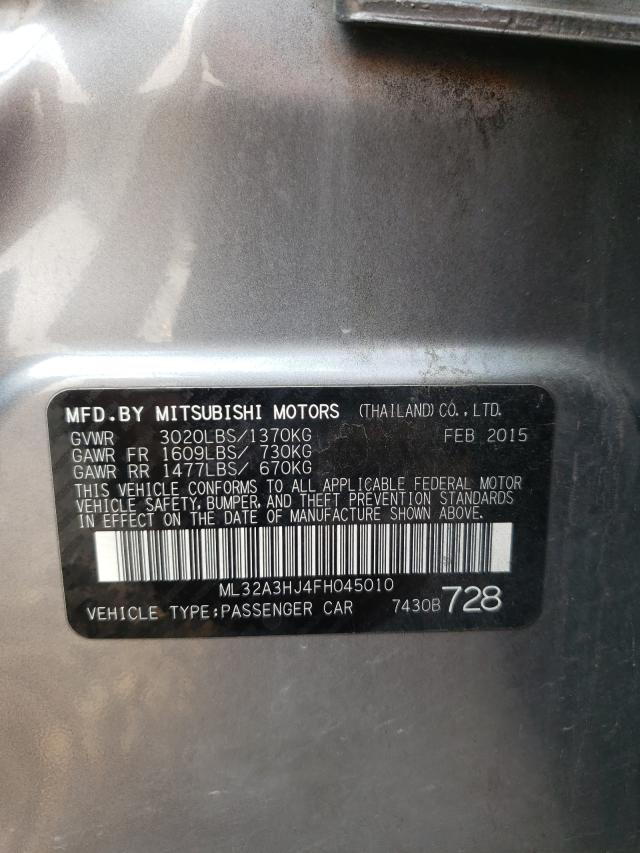 MFD.BY MITSUBISHI MOTORS (THAILAND)CO.,LTD.
GVWR 3020LBS/1370KG FEB 2015
GAWR FR 1609LBS/ 730KG
GAWR RR 1477LBS/ 670KG
THIS VEHICLE CONFORMS TO ALL APPLICABLE FEDERAL MOTOR
VEHICLE SAFETY, BUMPER, AND THEFT PREVENTION STANDARDS
IN EFFECT ON THE DATE OF MANUFACTURE SHOWN ABOVE.
ML32A3HJ4FH045010
VEHICLE TYPE;PASSENGER CAR 7430B 728